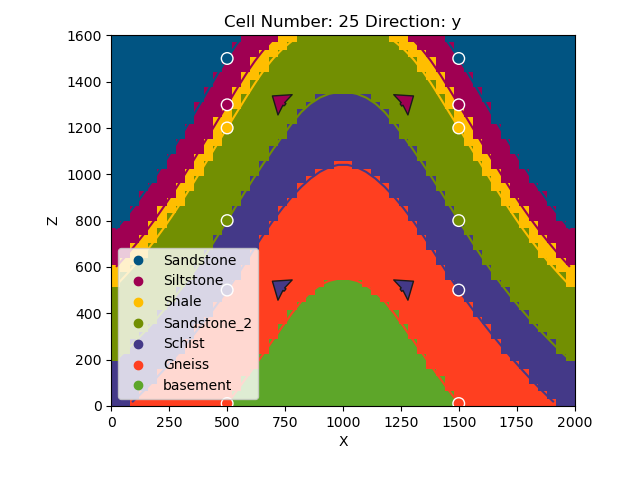 Cell Number: 25 Direction: y
1600
1400
1200
1000
800
600
400
200
0
Z
Sandstone
Siltstone
Shale
Sandstone_2
Schist
Gneiss
basement
0 250 500 750 1000 1250 1500 1750 2000
X